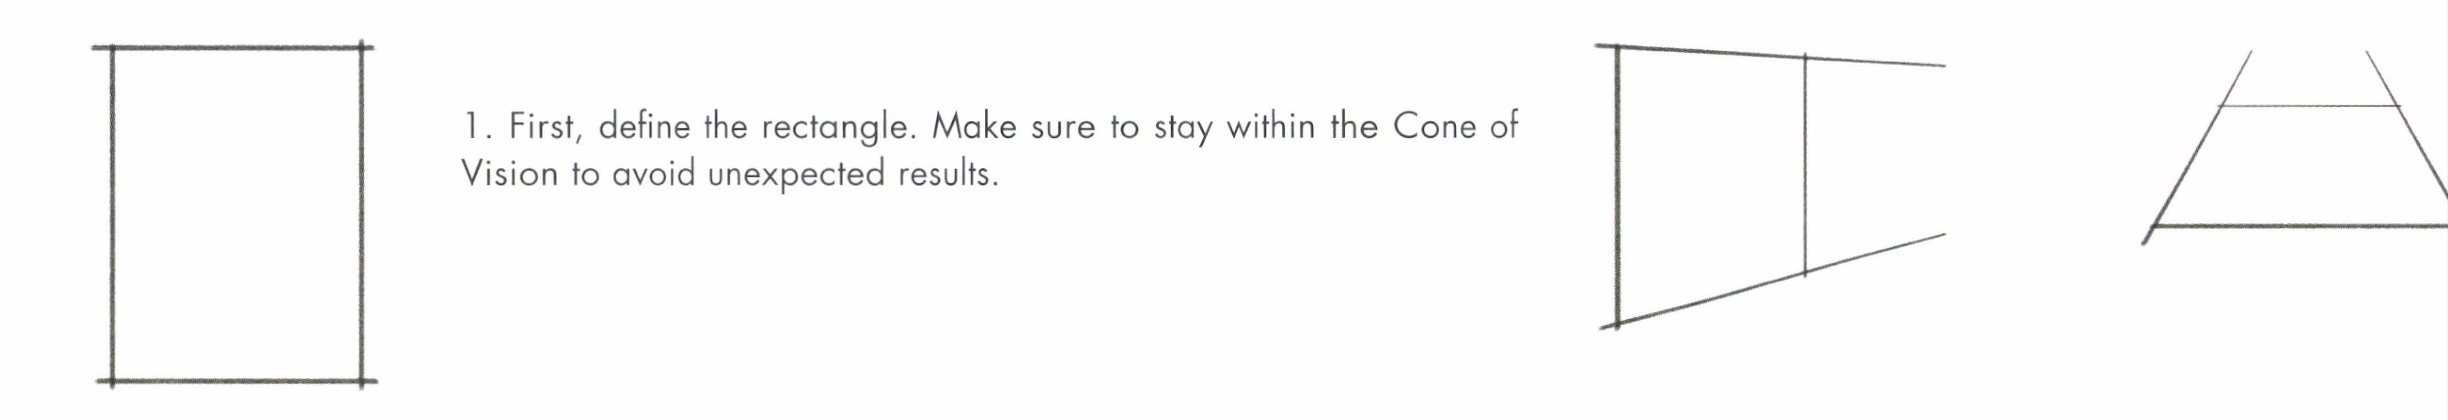 1. First, define the rectangle. Make sure to stay within the Cone of
Vision to avoid unexpected results.